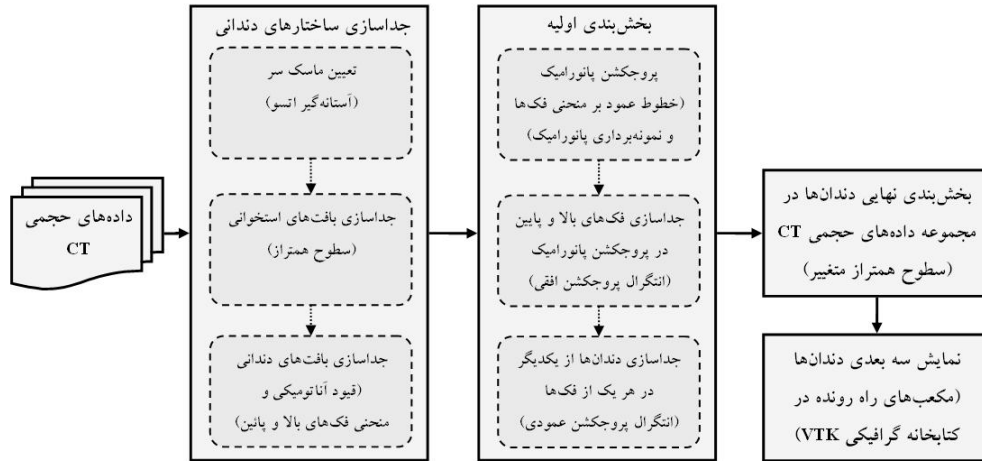 داده‌های حجمی
CT
جداسازی ساختارهای دندانی
تعیین ماسک سر
(آستانه‌گیر اتسو)
جداسازی بافت‌های استخوانی
(سطوح همتراز)
جداسازی بافت‌های دندانی
(قیود آناتومیکی و
منحنی فک‌های بالا و پائین)
بخش‌بندی اولیه
پروجکشن پانورامیک
(خطوط عمود بر منحنی فک‌ها
و نمونه‌برداری پانورامیک)
جداسازی فک‌های بالا و پایین
در پروجکشن پانورامیک
(انتگرال پروجکشن افقی)
جداسازی دندان‌ها از یکدیگر
در هر یک از فک‌ها
(انتگرال پروجکشن عمودی)
بخش‌بندی نهایی دندان‌ها در
مجموعه داده‌های حجمی CT
(سطوح همتراز متغییر)
نمایش سه بعدی دندان‌ها
(مکعب‌های راه رونده در
کتابخانه گرافیکی VTK)